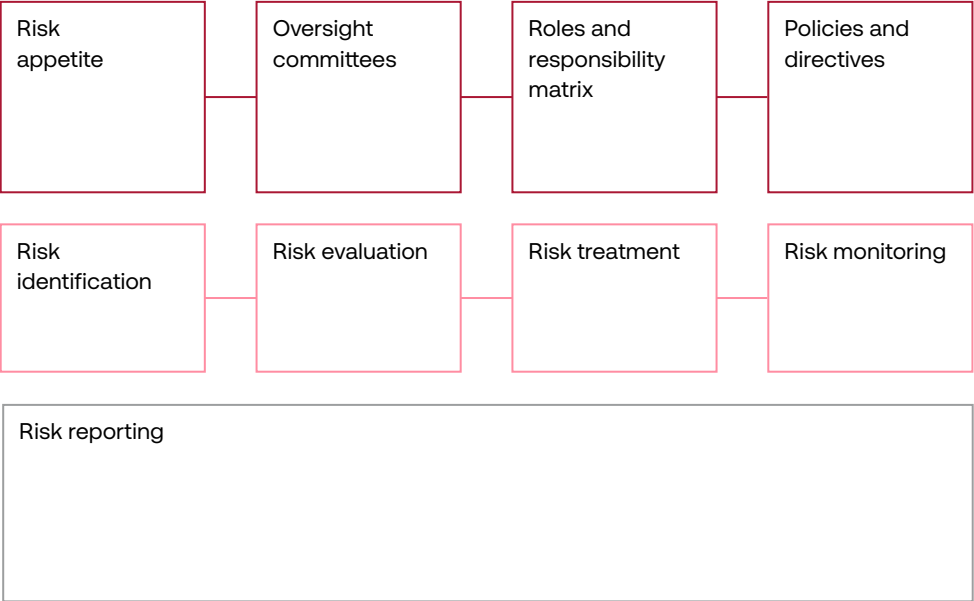 Risk
appetite
Oversight
committees
Roles and
responsibility
matrix
Policies and
directives
Risk
identification
Risk evaluation
Risk treatment
Risk monitoring
Risk reporting